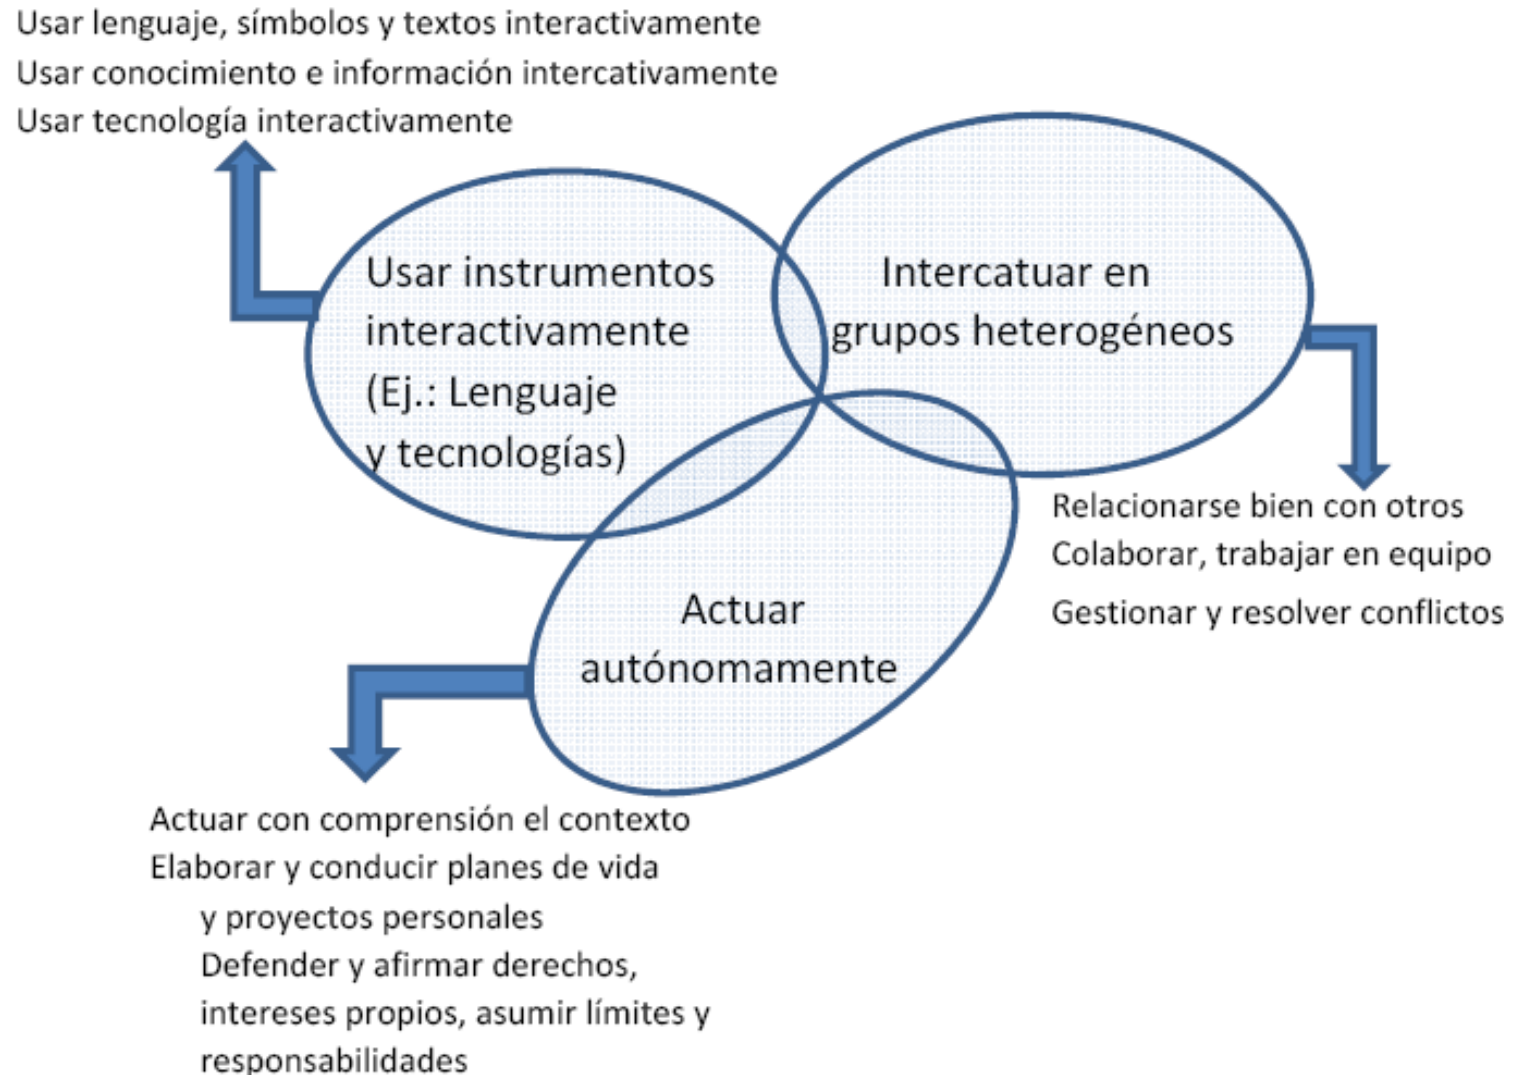 Usar lenguaje, símbolos y textos interactivamente
Usar conocimiento e información intercativamente
Usar tecnología interactivamente
Usar instrumentos
interactivamente
(Ej.: Lenguaje
y tecnologías)
Intercatuar en
grupos heterogéneos
Relacionarse bien con otros
Colaborar, trabajar en equipo
Gestionar y resolver conflictos
Actuar
autónomamente
Actuar con comprensión el contexto
Elaborar y conducir planes de vida
y proyectos personales
Defender y afirmar derechos,
intereses propios, asumir límites y
responsabilidades